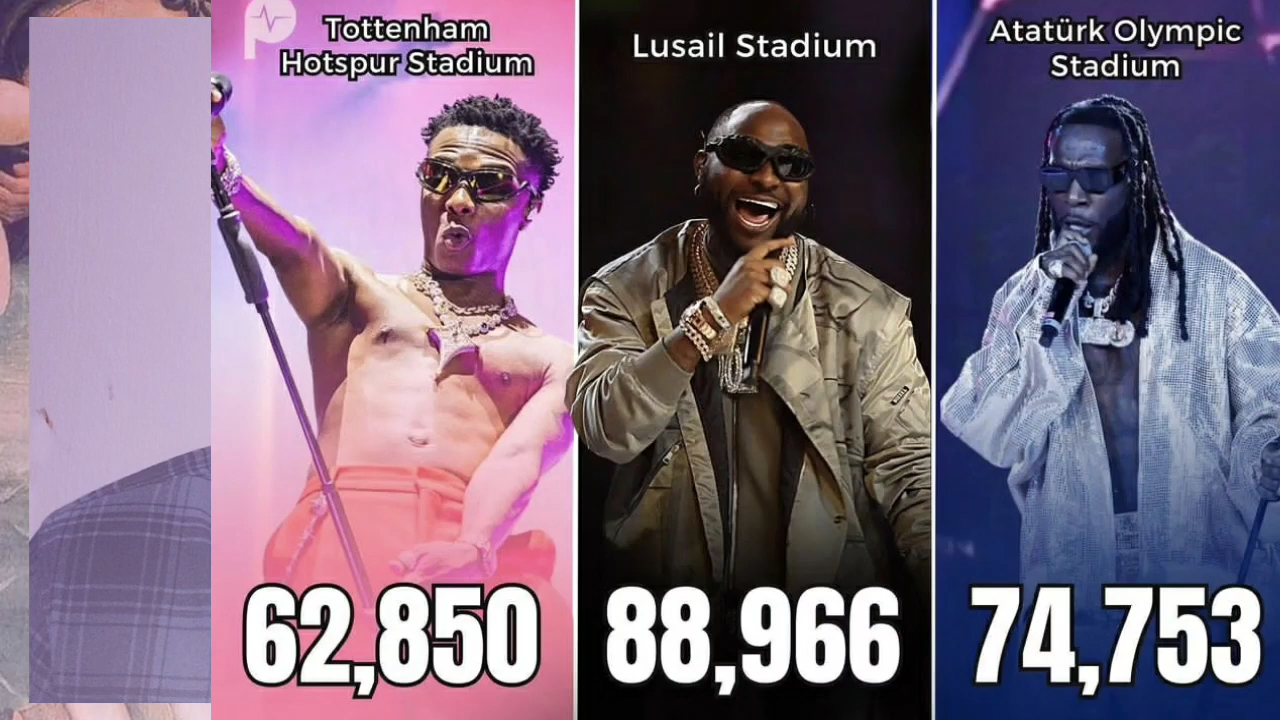 Tottenham
Hotspur Stadium
62,850
Lusail Stadium
88,966
Atatürk Olympic
Stadium
74,753